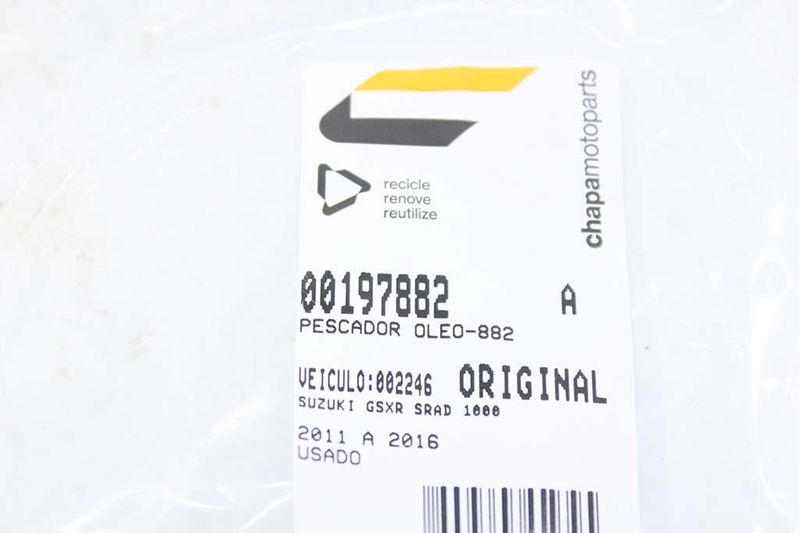 chapamotoparts
recicle
renove
reutilize
00197882 A
PESCADOR OLEO-882
VEICULO:002246 ORIGINAL
SUZUKI GSXR SRAD 1000
2011 A 2016
USADO